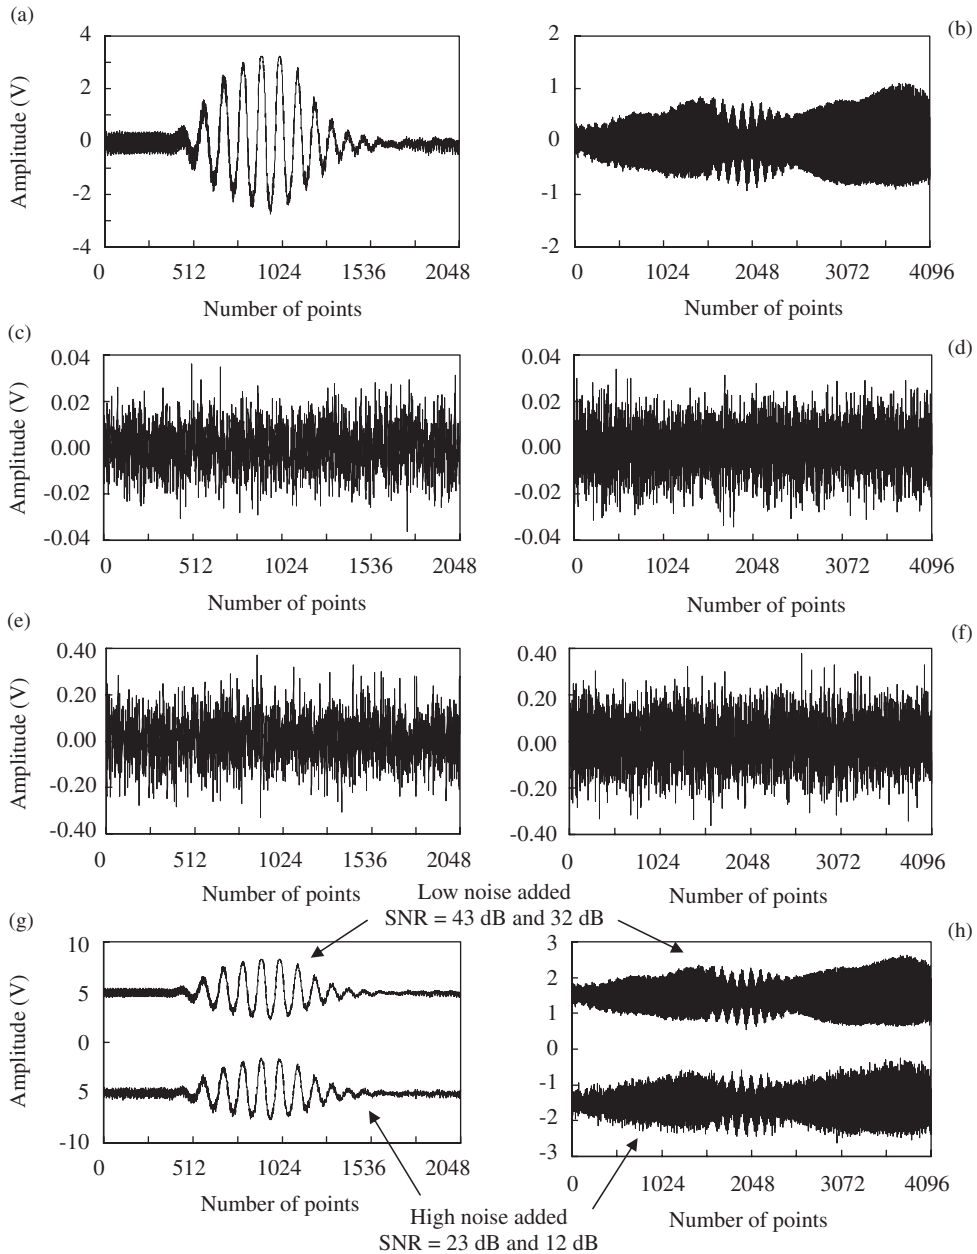 (a)
(b)
Amplitude (V)
4
2
0
-2
-4
0 512 1024 1536 2048
Number of points
2
1
0
-1
-2
0 1024 2048 3072 4096
Number of points
(c)
(d)
Amplitude (V)
0.04
0.02
0.00
-0.02
-0.04
0 512 1024 1536 2048
Number of points
0.04
0.02
0.00
-0.02
-0.04
0 1024 2048 3072 4096
Number of points
(e)
(f)
Amplitude (V)
0.40
0.20
0.00
-0.20
-0.40
0 512 1024 1536 2048
Number of points
0.40
0.20
0.00
-0.20
-0.40
0 1024 2048 3072 4096
Number of points
Low noise added
SNR = 43 dB and 32 dB
(g)
(h)
Amplitude (V)
10
5
0
5
-10
0 512 1024 1536 2048
Number of points
3
2
1
0
-1
-2
-3
0 1024 2048 3072 4096
Number of points
High noise added
SNR = 23 dB and 12 dB